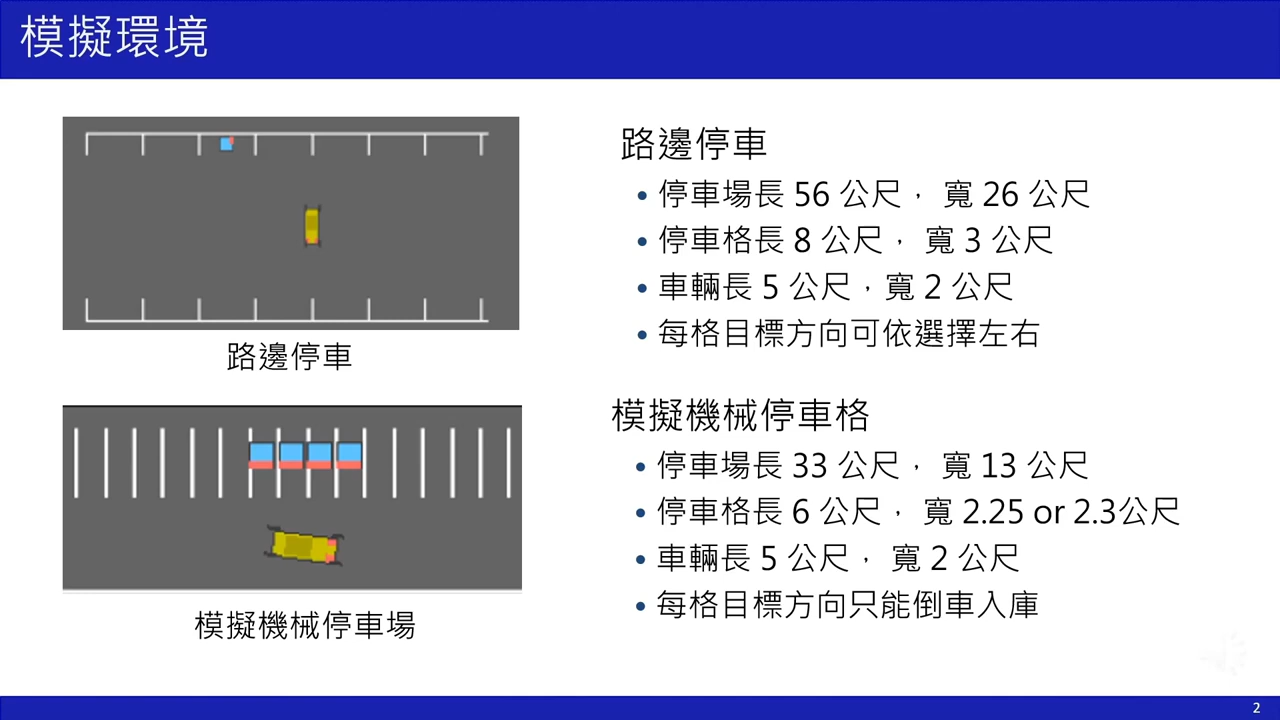 模擬環境
路邊停車
模擬機械停車場
路邊停車
• 停車場長 56 公尺， 寬 26 公尺
• 停車格長 8 公尺， 寬 3 公尺
• 車輛長 5 公尺，寬 2 公尺
• 每格目標方向可依選擇左右
模擬機械停車格
• 停車場長 33 公尺， 寬 13 公尺
• 停車格長 6 公尺， 寬 2.25 or 2.3公尺
• 車輛長 5 公尺， 寬 2 公尺
• 每格目標方向只能倒車入庫
2